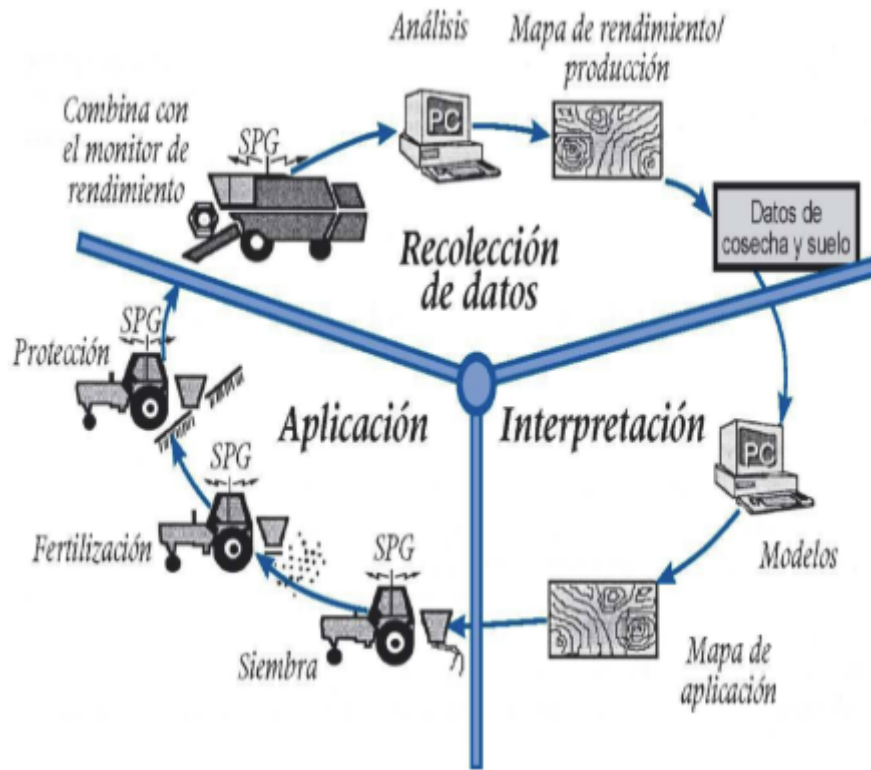 Análisis
Mapa de rendimiento/
producción
Combina con
el monitor de
rendimiento
SPG
PC
Datos de
cosecha y suelo
Recolección
de datos
SPG
Protección
Aplicación
Interpretación
PC
SPG
Fertilización
Modelos
SPG
Siembra
Mapa de
aplicación